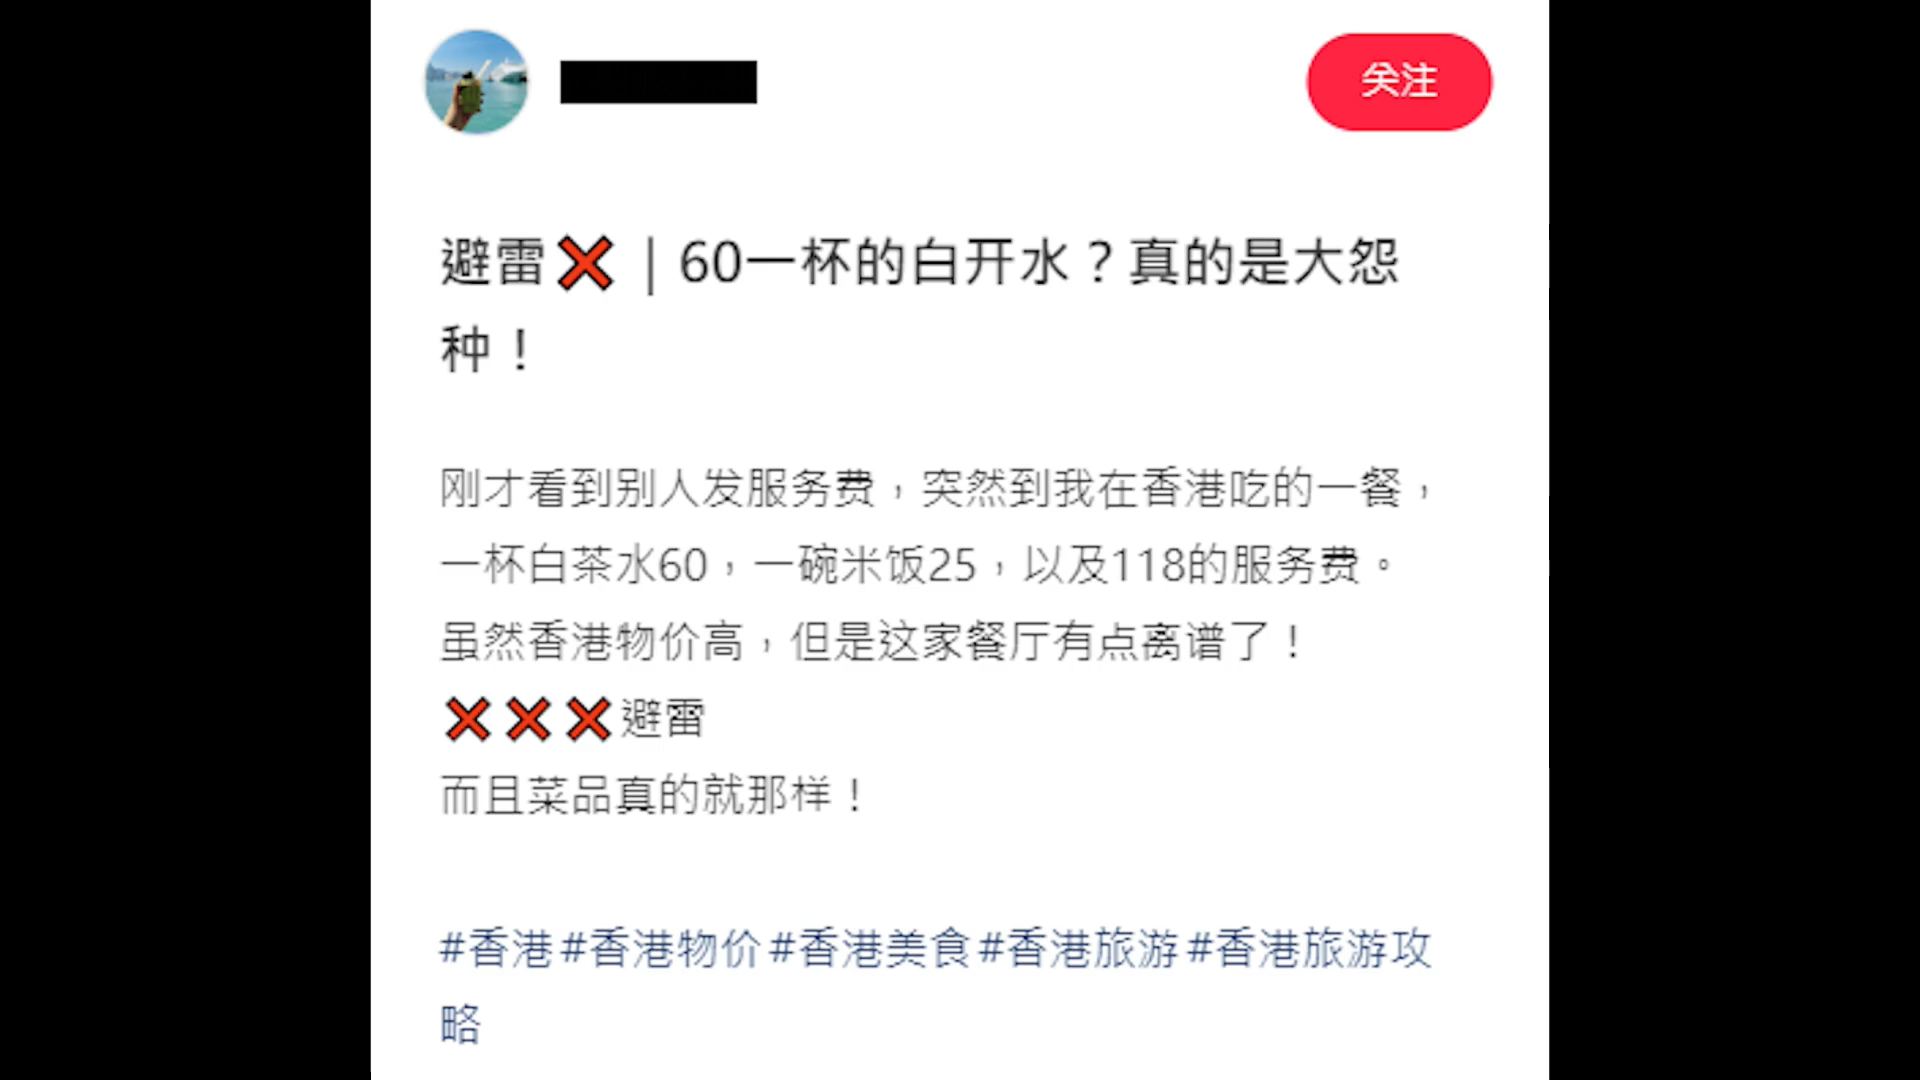 关注
避雷❌｜60一杯的白开水？真的是大怨
种！
刚才看到别人发服务费，突然到我在香港吃的一餐，
一杯白茶水60，一碗米饭25，以及118的服务费。
虽然香港物价高，但是这家餐厅有点离谱了！
❌❌❌避雷
而且菜品真的就那样！
#香港#香港物价#香港美食#香港旅游#香港旅游攻
略